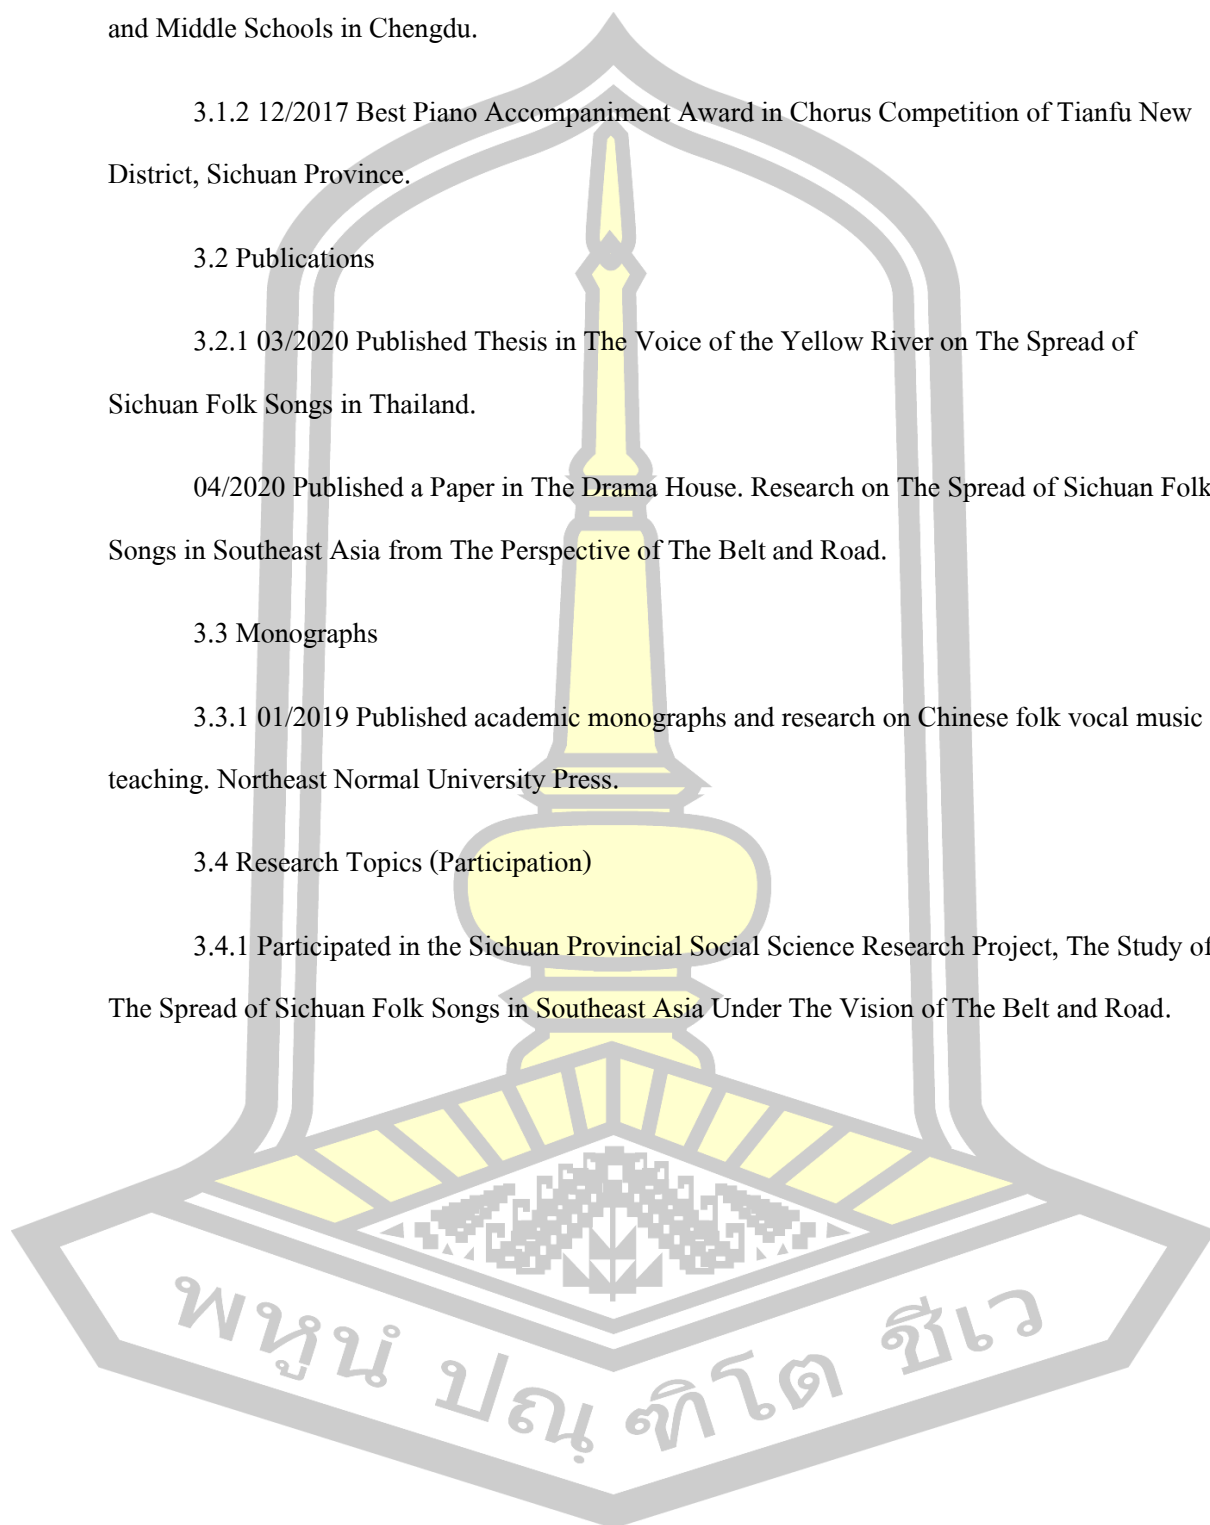 and Middle Schools in Chengdu.
3.1.2 12/2017 Best Piano Accompaniment Award in Chorus Competition of Tianfu New
District, Sichuan Province.
3.2 Publications
3.2.1 03/2020 Published Thesis in The Voice of the Yellow River on The Spread of
Sichuan Folk Songs in Thailand.
04/2020 Published a Paper in The Drama House. Research on The Spread of Sichuan Folk
Songs in Southeast Asia from The Perspective of The Belt and Road.
3.3 Monographs
3.3.1 01/2019 Published academic monographs and research on Chinese folk vocal music
teaching. Northeast Normal University Press.
3.4 Research Topics (Participation)
3.4.1 Participated in the Sichuan Provincial Social Science Research Project, The Study of
The Spread of Sichuan Folk Songs in Southeast Asia Under The Vision of The Belt and Road.
พหูนํ ปณฺฑิโต ชีเว